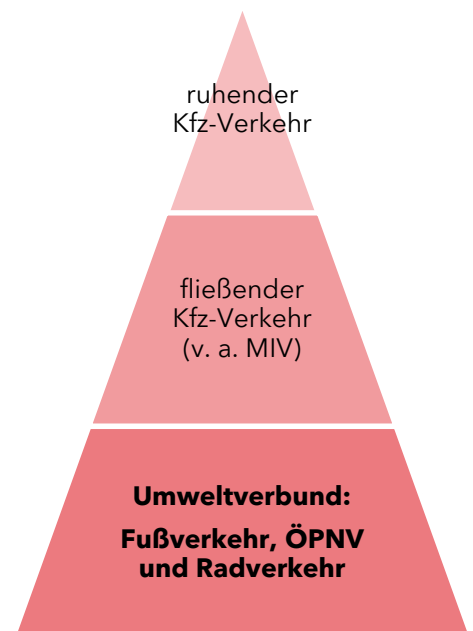 ruhender
Kfz-Verkehr
fließender
Kfz-Verkehr
(v. a. MIV)
Umweltverbund:
Fußverkehr, ÖPNV
und Radverkehr